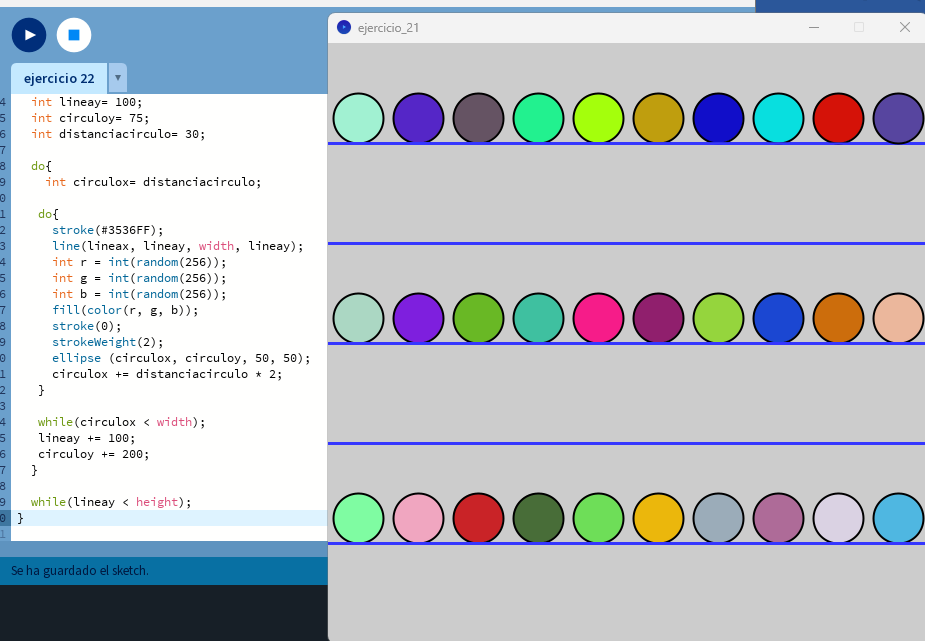 ejercicio_21
ejercicio 22
4 int lineay= 100;
5 int circuloy= 75;
6 int distanciacirculo= 30;
7
8 do{
9 int circulox= distanciacirculo;
0
1 do{
2 stroke(#3536FF);
3 line(lineax, lineay, width, lineay);
4 int r = int(random(256));
5 int g = int(random(256));
6 int b = int(random(256));
7 fill(color(r, g, b));
8 stroke(0);
9 strokeWeight(2);
0 ellipse (circulox, circuloy, 50, 50);
1 circulox += distanciacirculo * 2;
2 }
3
4 while(circulox < width);
5 lineay += 100;
6 circuloy += 200;
7 }
8
9 while(lineay < height);
0 }
1
Se ha guardado el sketch.